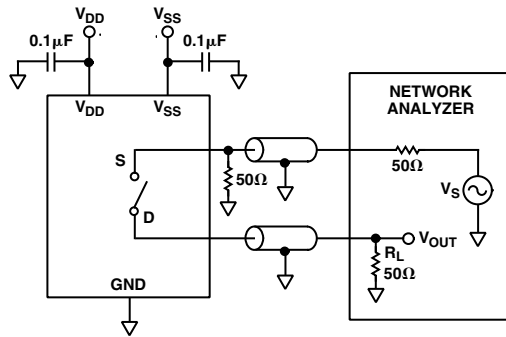 VDD
VSS
0.1µF
0.1µF
VDD
VSS
NETWORK
ANALYZER
S
50Ω
50Ω
VS
D
VOUT
RL
50Ω
GND